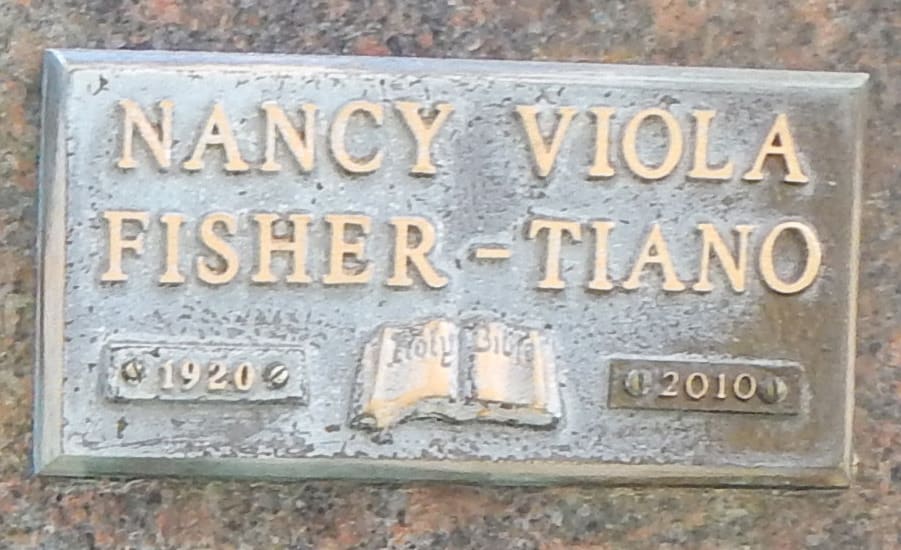 NANCY VIOLA
FISHER-TIANO
1920
Holy Bible
2010